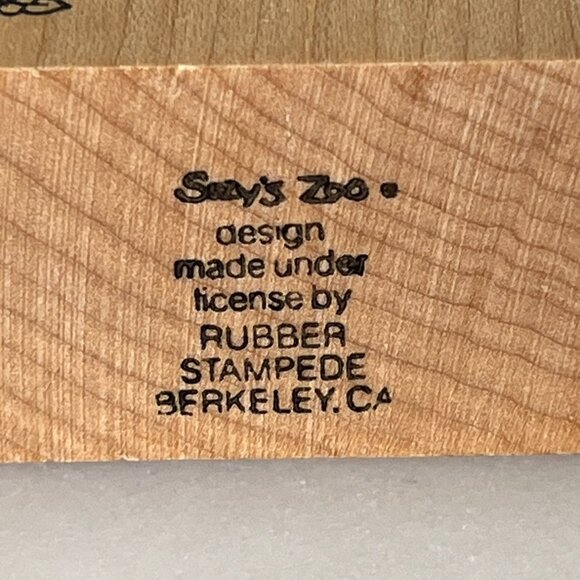 Suzy's Zoo ®
design
made under
license by
RUBBER
STAMPEDE
BERKELEY, CA